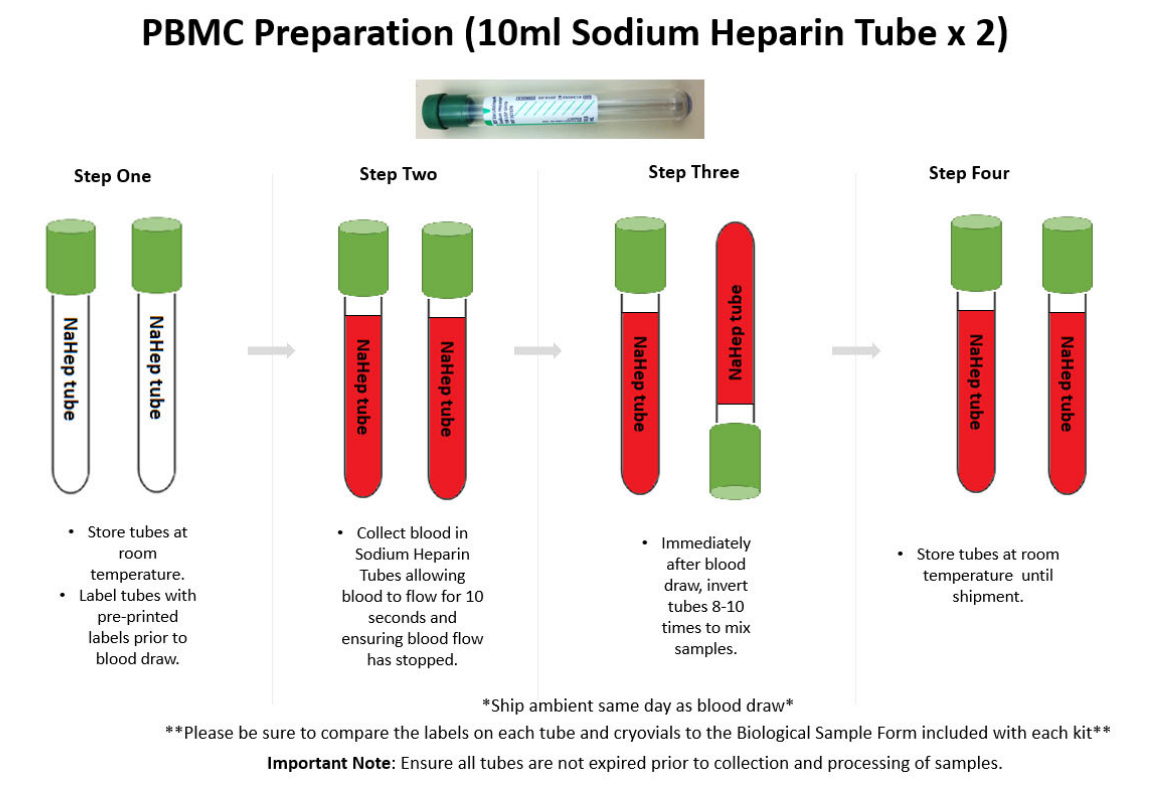 PBMC Preparation (10ml Sodium Heparin Tube x 2)
Step One
Step Two
Step Three
Step Four
NaHep tube
NaHep tube
NaHep tube
NaHep tube
NaHep tube
NaHep tube
NaHep tube
NaHep tube
• Store tubes at
room
temperature.
• Label tubes with
pre-printed
labels prior to
blood draw.
• Collect blood in
Sodium Heparin
Tubes allowing
blood to flow for 10
seconds and
ensuring blood flow
has stopped.
• Immediately
after blood
draw, invert
tubes 8-10
times to mix
samples.
• Store tubes at room
temperature  until
shipment.
*Ship ambient same day as blood draw*
**Please be sure to compare the labels on each tube and cryovials to the Biological Sample Form included with each kit**
Important Note: Ensure all tubes are not expired prior to collection and processing of samples.